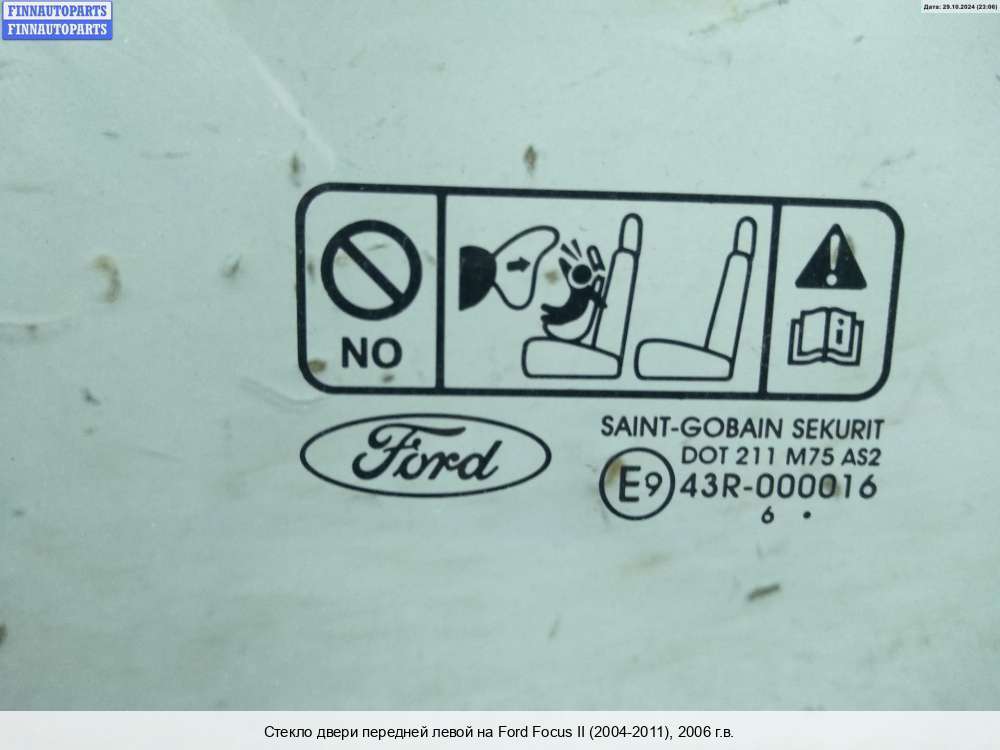 FINNAUTOPARTS
FINNAUTOPARTS
Дата: 29.10.2024 (23:06)
NO
Ford
SAINT-GOBAIN SEKURIT
DOT 211 M75 AS2
E9 43R-000016
6 .
Стекло двери передней левой на Ford Focus II (2004-2011), 2006 г.в.